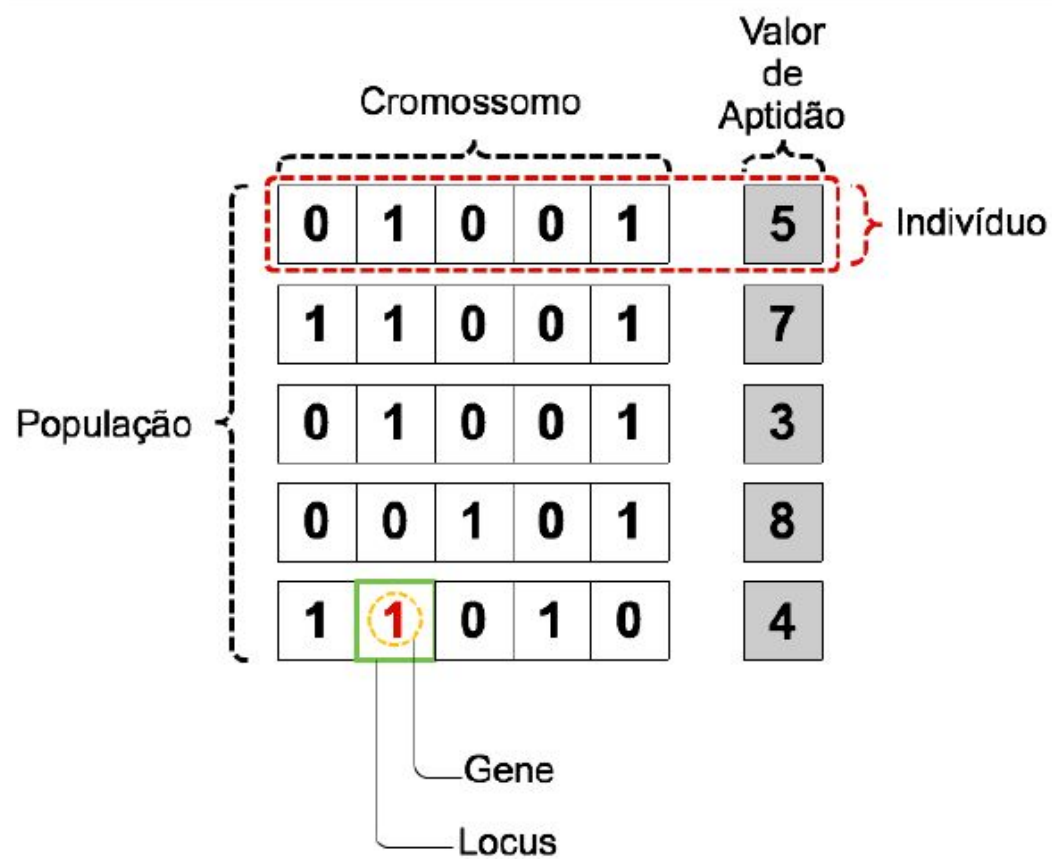 Valor
de
Aptidão
Cromossomo
0 1 0 0 1 5
Indivíduo
1 1 0 0 1 7
População
0 1 0 0 1 3
0 0 1 0 1 8
1 1 0 1 0 4
Gene
Locus